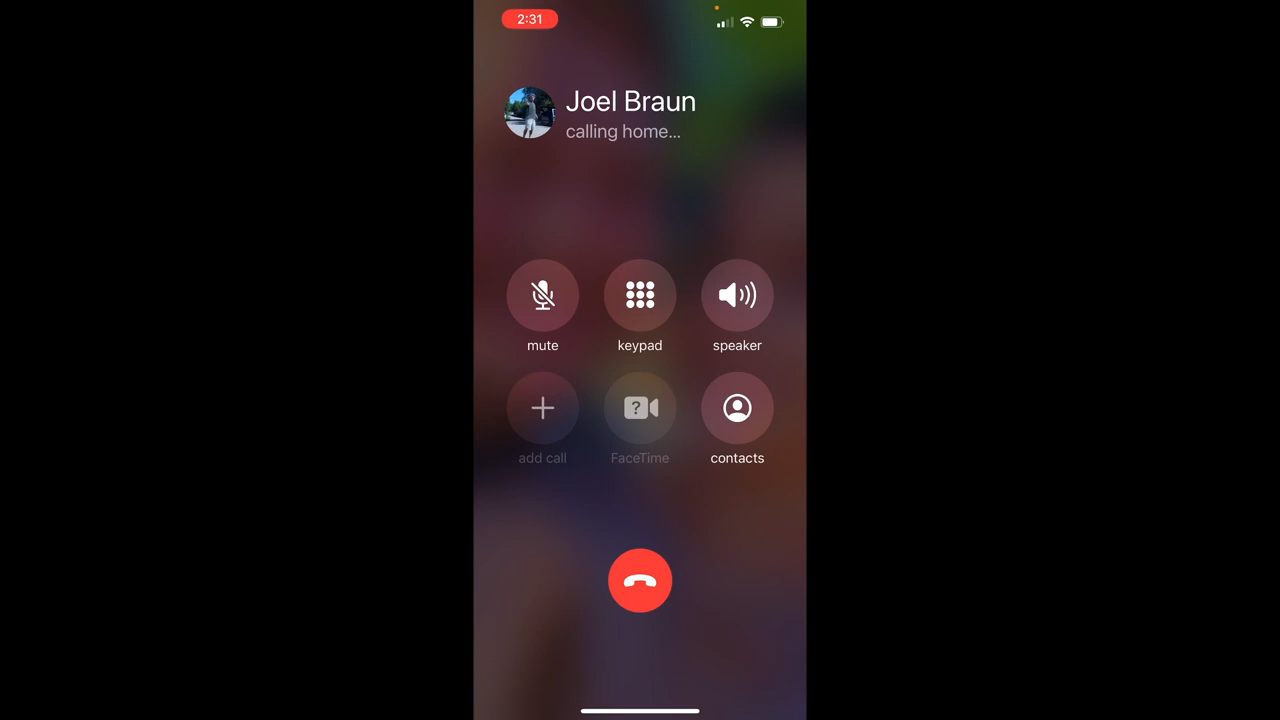 2:31
Joel Braun
calling home...
mute
keypad
speaker
add call
?
FaceTime
contacts